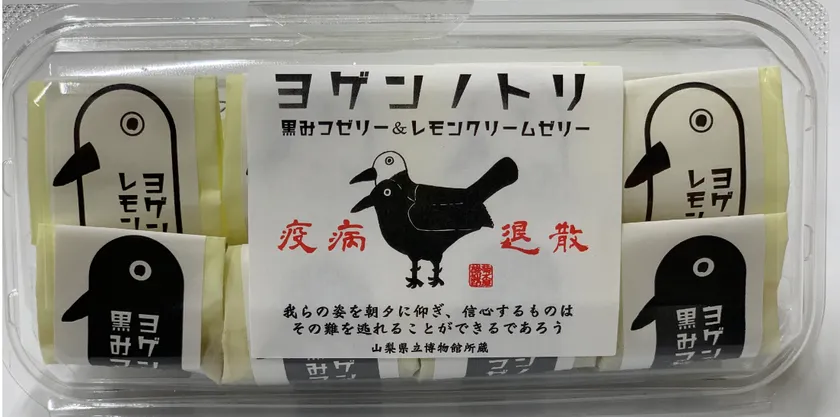 ヨゲンノトリ
黒みつゼリー&レモンクリームゼリー
疫病 退散
我らの姿を朝夕に仰ぎ、信心するものは
その難を逃れることができるであろう
山梨県立博物館所蔵
ヨゲン
レモン
ヨゲン
レモン
ヨゲン
黒みつ
ヨゲン
黒みつ